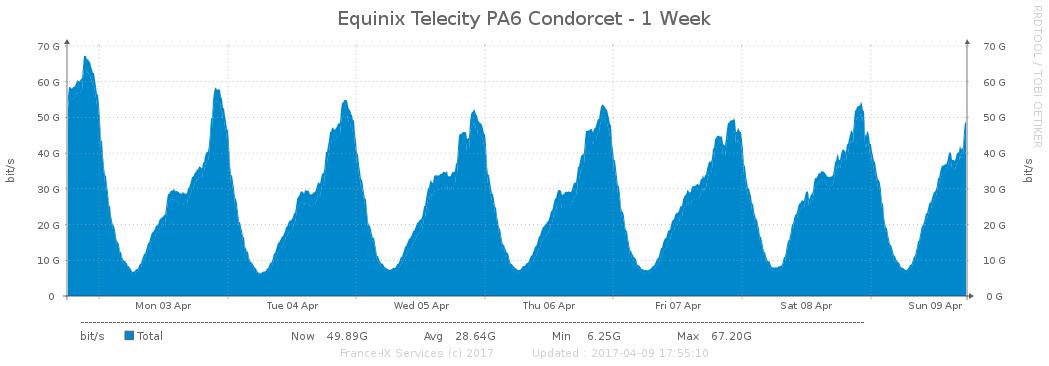 Equinix Telecity PA6 Condorcet - 1 Week
RRDTOOL / TOBI OETIKER
bit/s
70 G
60 G
50 G
40 G
30 G
20 G
10 G
0
70 G
60 G
50 G
40 G
30 G
20 G
10 G
0 G
bit/s
Mon 03 Apr Tue 04 Apr Wed 05 Apr Thu 06 Apr Fri 07 Apr Sat 08 Apr Sun 09 Apr
bit/s Total Now 49.89G Avg 28.64G Min 6.25G Max 67.20G
France-IX Services (c) 2017 Updated : 2017-04-09 17:55:10